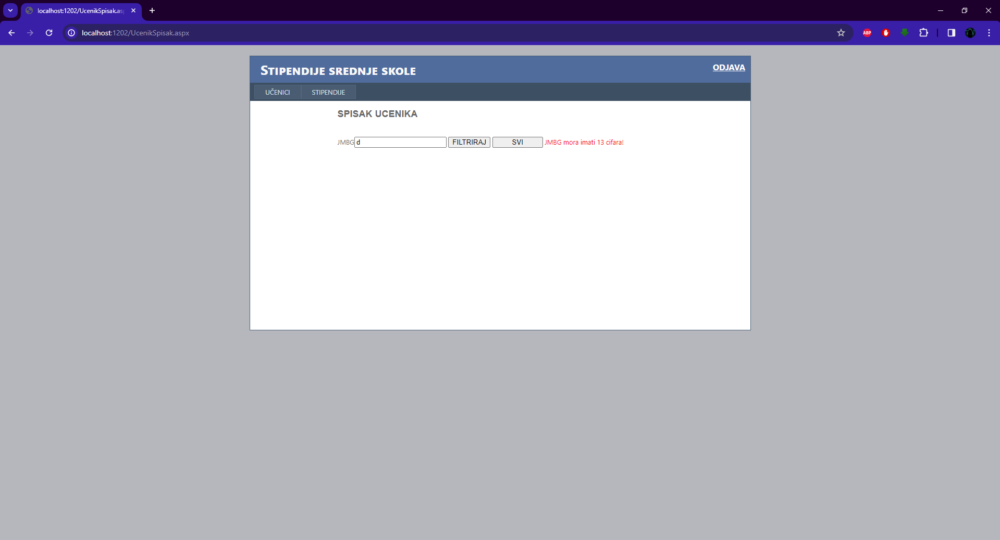 localhost:1202/UcenikSpisak.as
localhost:1202/UcenikSpisak.aspx
ABP
STIPENDIJE SREDNJE SKOLE
ODJAVA
UČENICI STIPENDIJE
SPISAK UCENIKA
JMBG d FILTRIRAJ SVI JMBG mora imati 13 cifara!